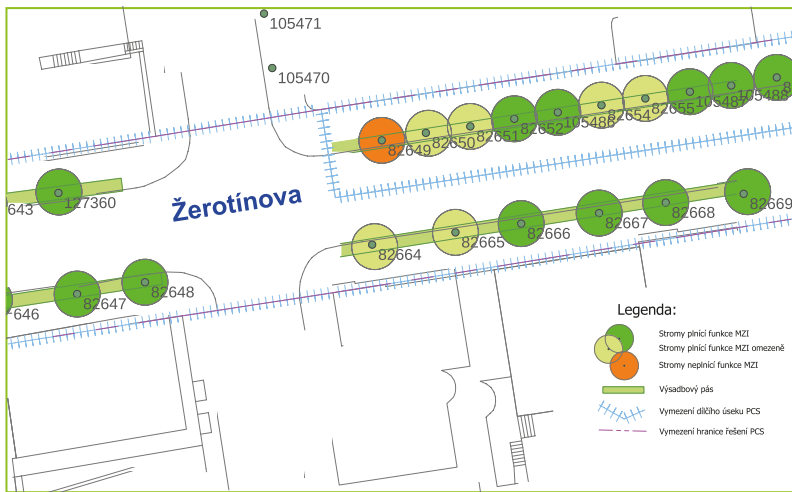 105471
105470
82649
82650
82651
82652
105486
82654
82655
105487
105488
8
643
127360
Žerotínova
82664
82665
82666
82667
82668
82669
646
82647
82648
Legenda:
Stromy plnící funkce MZI
Stromy plnící funkce MZI omezeně
Stromy neplnící funkce MZI
Výsadbový pás
Vymezení dílčího úseku PCS
Vymezení hranice řešení PCS